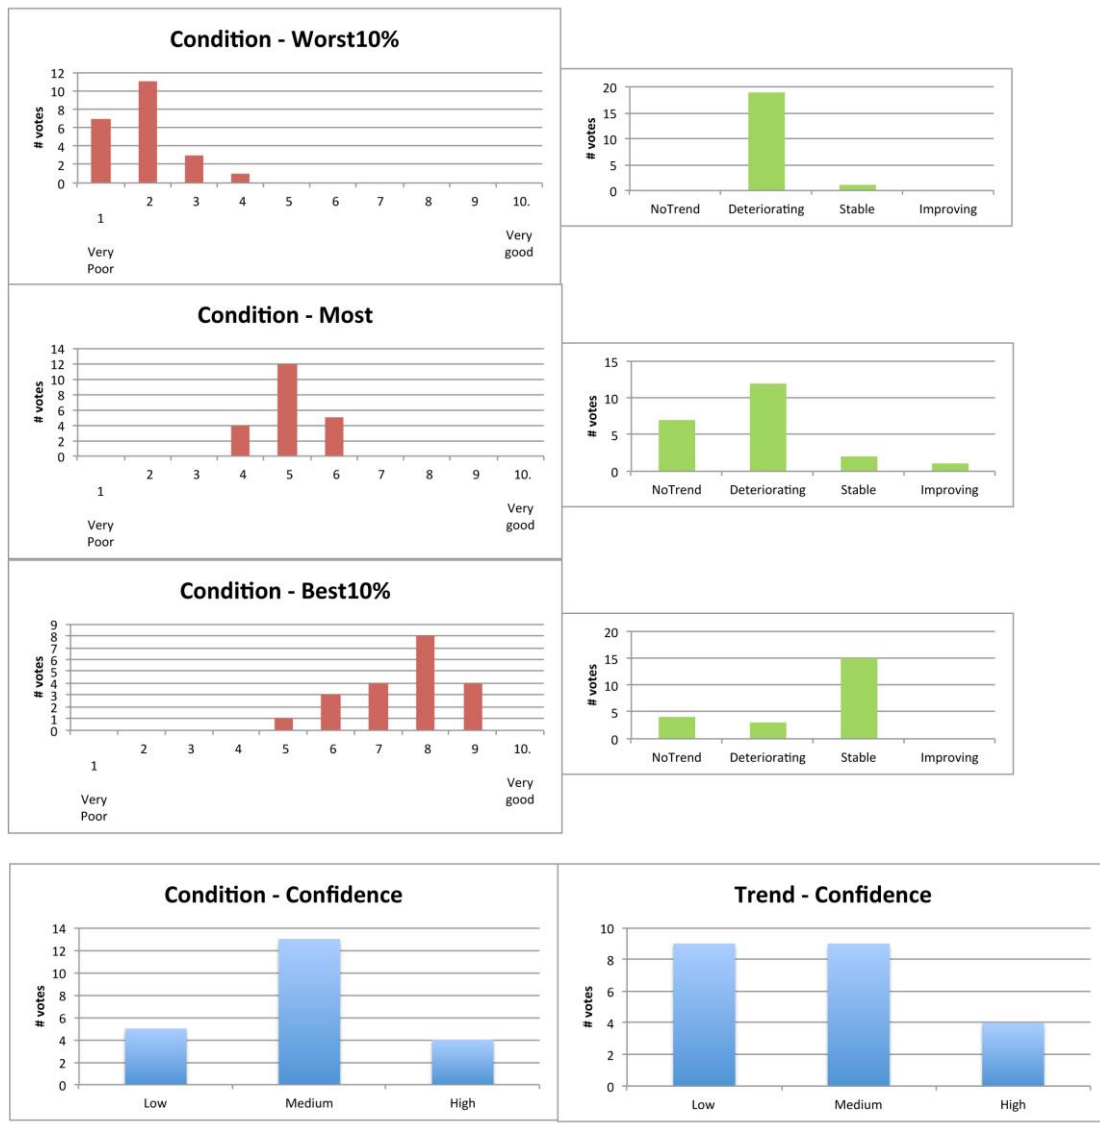 Condition - Worst10%
# votes
12
10
8
6
4
2
0
2 3 4 5 6 7 8 9 10.
1
Very
good
Very
Poor
# votes
20
15
10
5
0
NoTrend Deteriorating Stable Improving
Condition - Most
# votes
14
12
10
8
6
4
2
0
2 3 4 5 6 7 8 9 10.
1
Very
good
Very
Poor
# votes
15
10
5
0
NoTrend Deteriorating Stable Improving
Condition - Best10%
# votes
9
8
7
6
5
4
3
2
1
0
2 3 4 5 6 7 8 9 10.
1
Very
good
Very
Poor
# votes
20
15
10
5
0
NoTrend Deteriorating Stable Improving
Condition - Confidence
# votes
14
12
10
8
6
4
2
0
Low Medium High
Trend - Confidence
# votes
10
8
6
4
2
0
Low Medium High